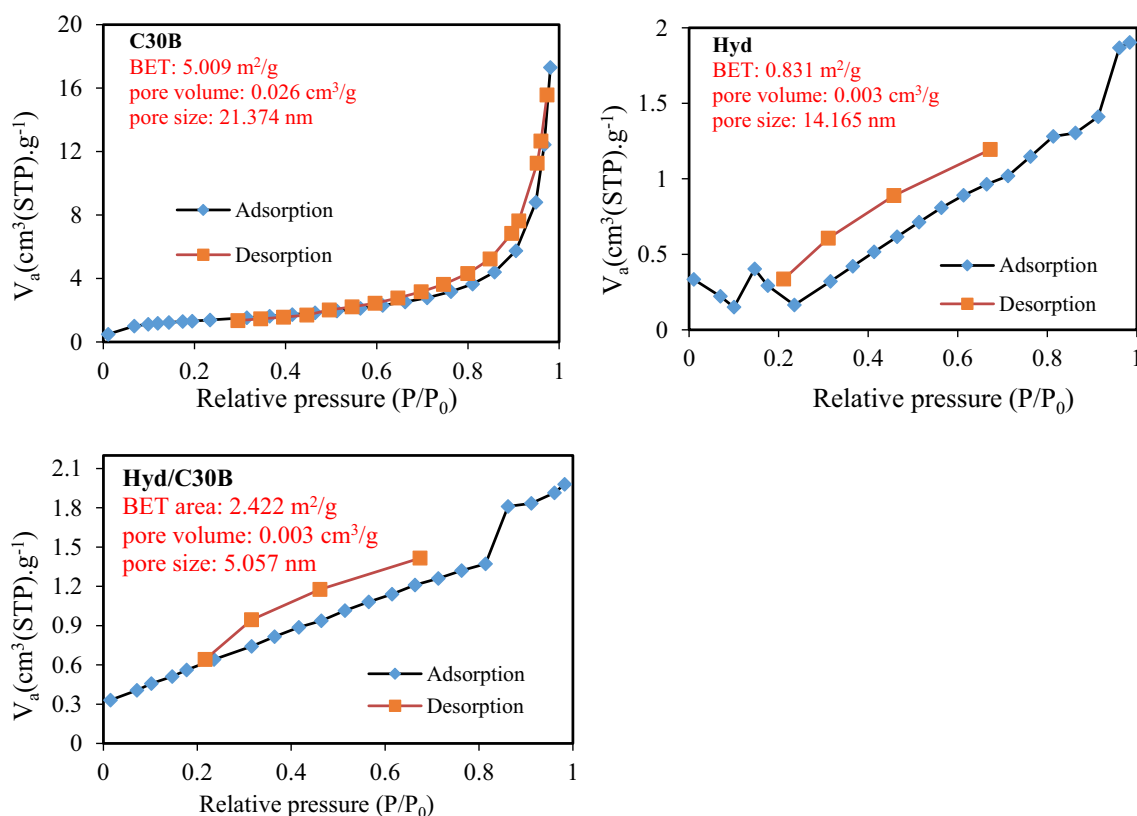 C30B
BET: 5.009 m²/g
pore volume: 0.026 cm³/g
pore size: 21.374 nm
Adsorption
Desorption
20
16
12
8
4
0
0 0.2 0.4 0.6 0.8 1
Vₐ(cm³(STP).g⁻¹)
Relative pressure (P/P₀)
Hyd
BET: 0.831 m²/g
pore volume: 0.003 cm³/g
pore size: 14.165 nm
Adsorption
Desorption
2
1.5
1
0.5
0
0 0.2 0.4 0.6 0.8 1
Vₐ(cm³(STP).g⁻¹)
Relative pressure (P/P₀)
Hyd/C30B
BET area: 2.422 m²/g
pore volume: 0.003 cm³/g
pore size: 5.057 nm
Adsorption
Desorption
2.1
1.8
1.5
1.2
0.9
0.6
0.3
0
0 0.2 0.4 0.6 0.8 1
Vₐ(cm³(STP).g⁻¹)
Relative pressure (P/P₀)